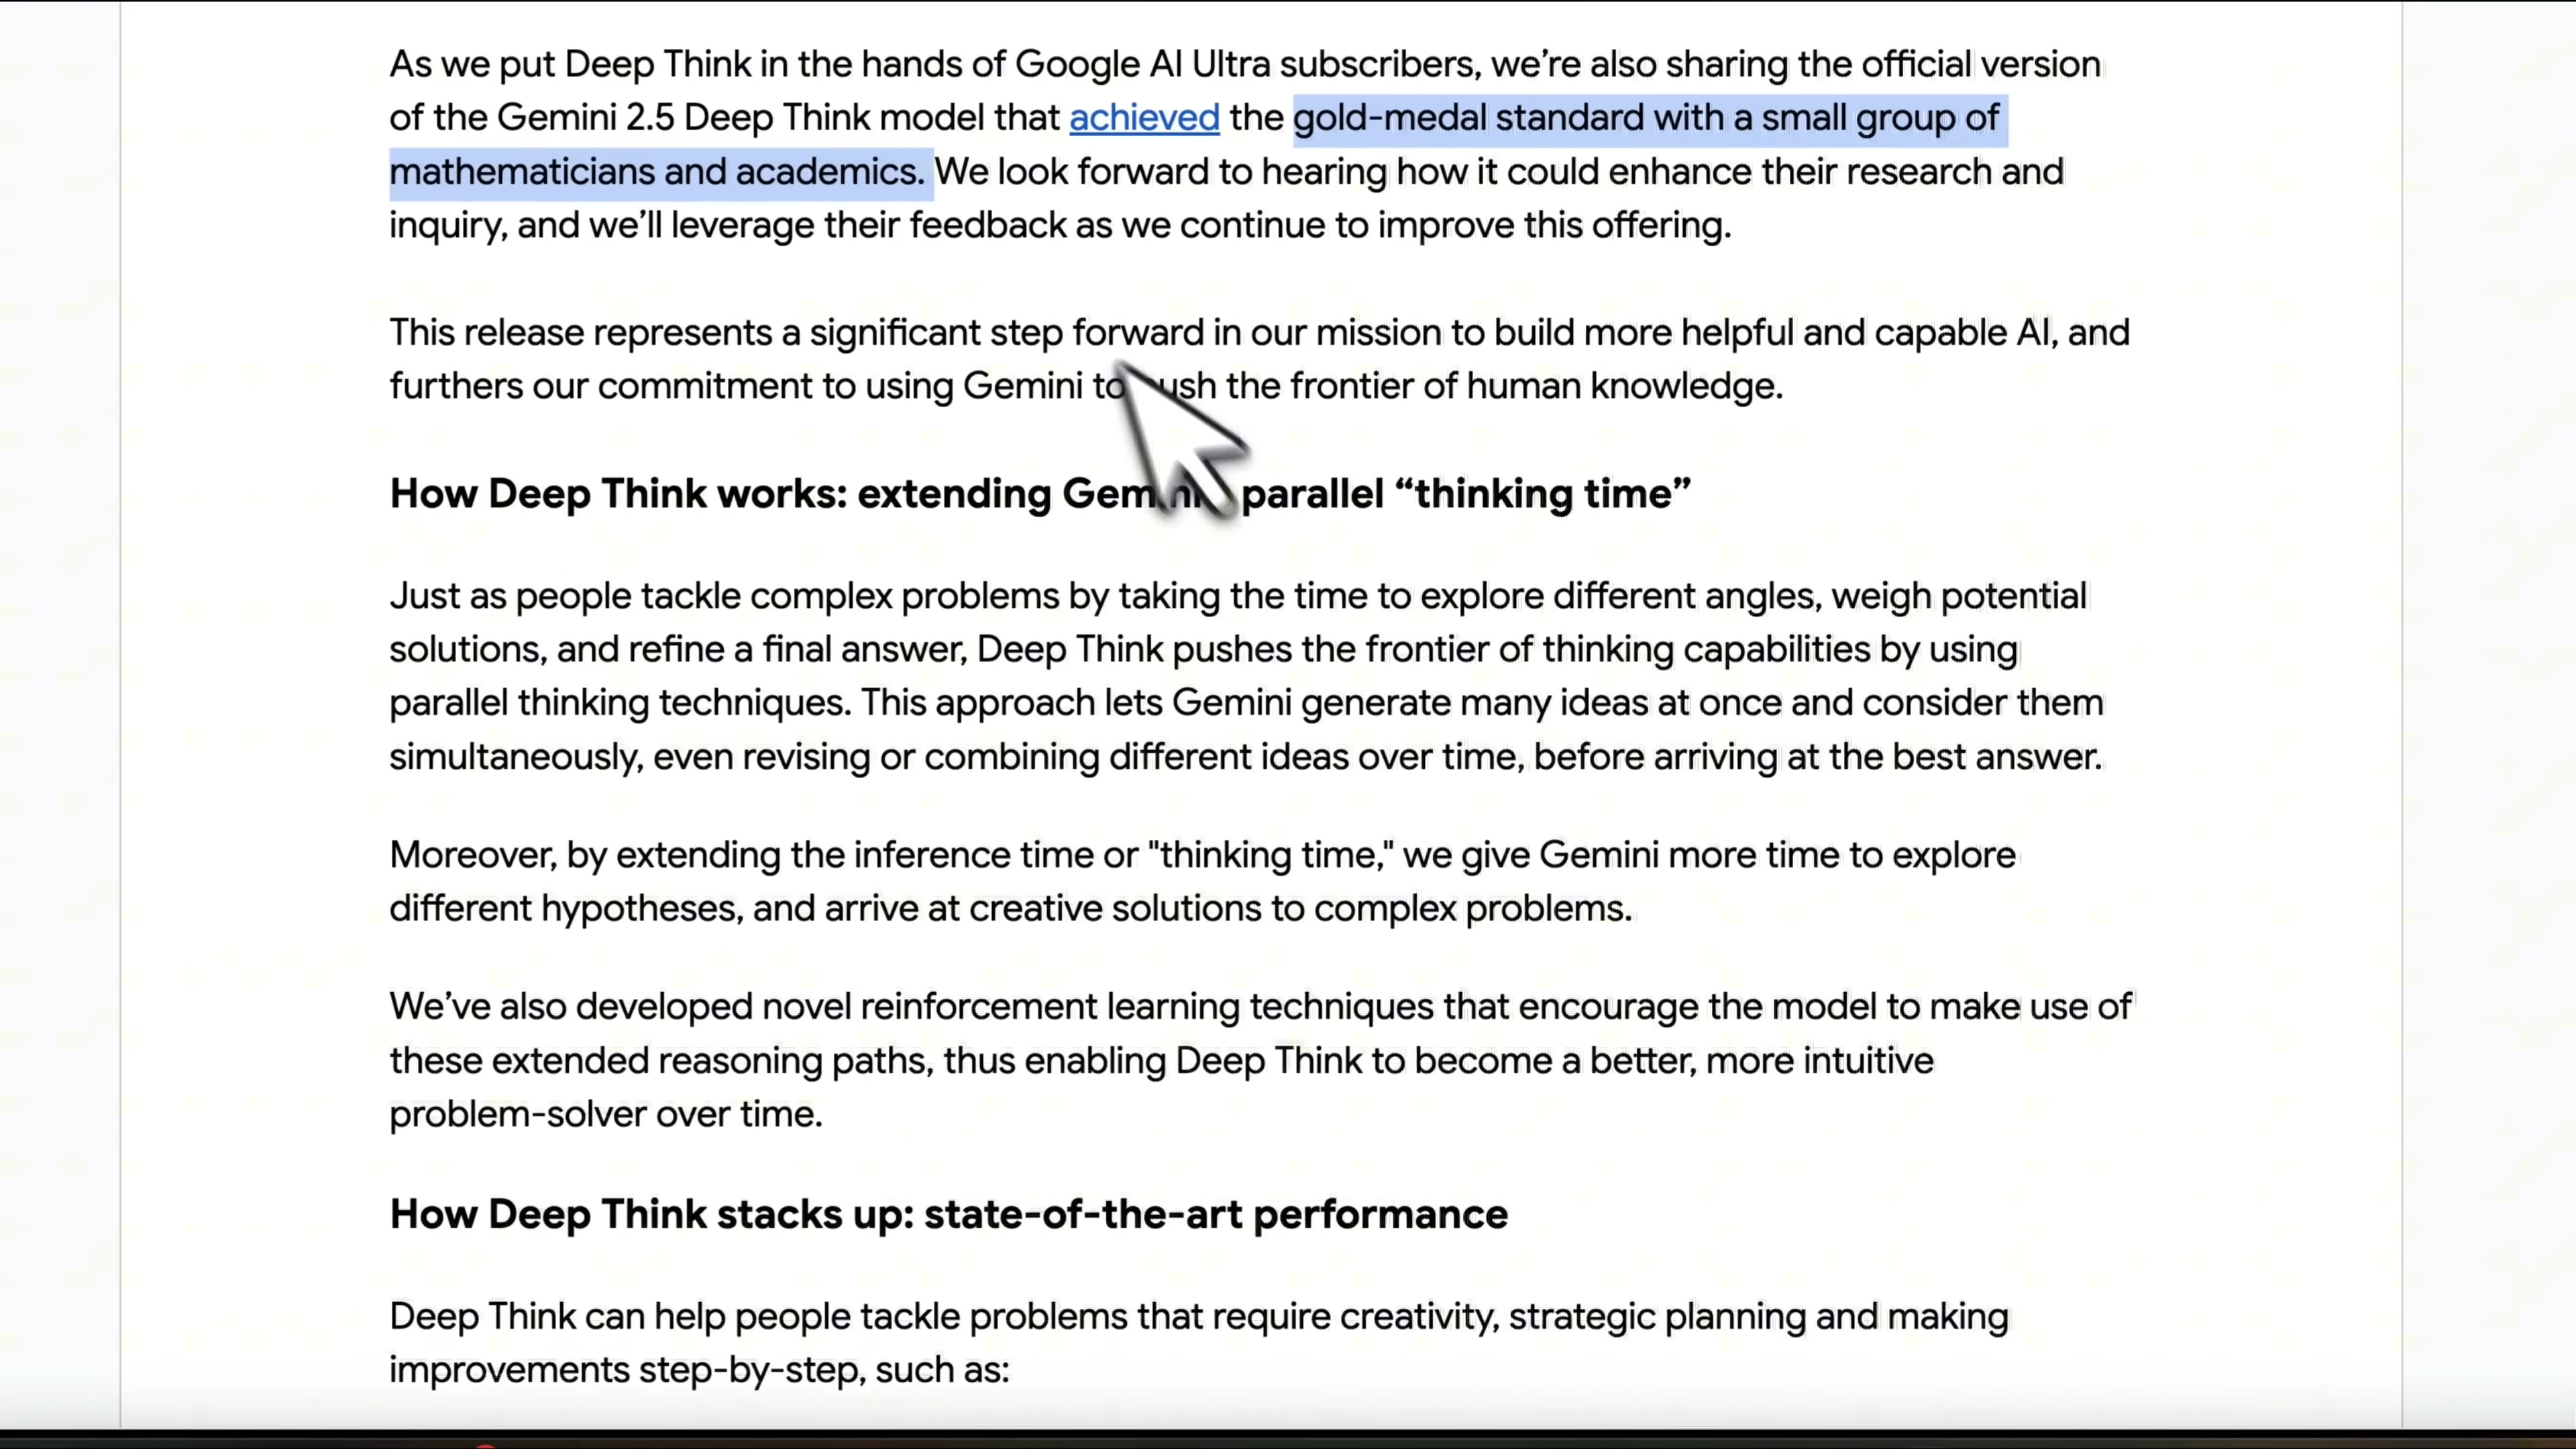 As we put Deep Think in the hands of Google AI Ultra subscribers, we’re also sharing the official version
of the Gemini 2.5 Deep Think model that achieved the gold-medal standard with a small group of
mathematicians and academics. We look forward to hearing how it could enhance their research and
inquiry, and we’ll leverage their feedback as we continue to improve this offering.
This release represents a significant step forward in our mission to build more helpful and capable AI, and
furthers our commitment to using Gemini to the frontier of human knowledge.
How Deep Think works: extending parallel “thinking time”
Just as people tackle complex problems by taking the time to explore different angles, weigh potential
solutions, and refine a final answer, Deep Think pushes the frontier of thinking capabilities by using
parallel thinking techniques. This approach lets Gemini generate many ideas at once and consider them
simultaneously, even revising or combining different ideas over time, before arriving at the best answer.
Moreover, by extending the inference time or "thinking time," we give Gemini more time to explore
different hypotheses, and arrive at creative solutions to complex problems.
We’ve also developed novel reinforcement learning techniques that encourage the model to make use of
these extended reasoning paths, thus enabling Deep Think to become a better, more intuitive
problem-solver over time.
How Deep Think stacks up: state-of-the-art performance
Deep Think can help people tackle problems that require creativity, strategic planning and making
improvements step-by-step, such as: